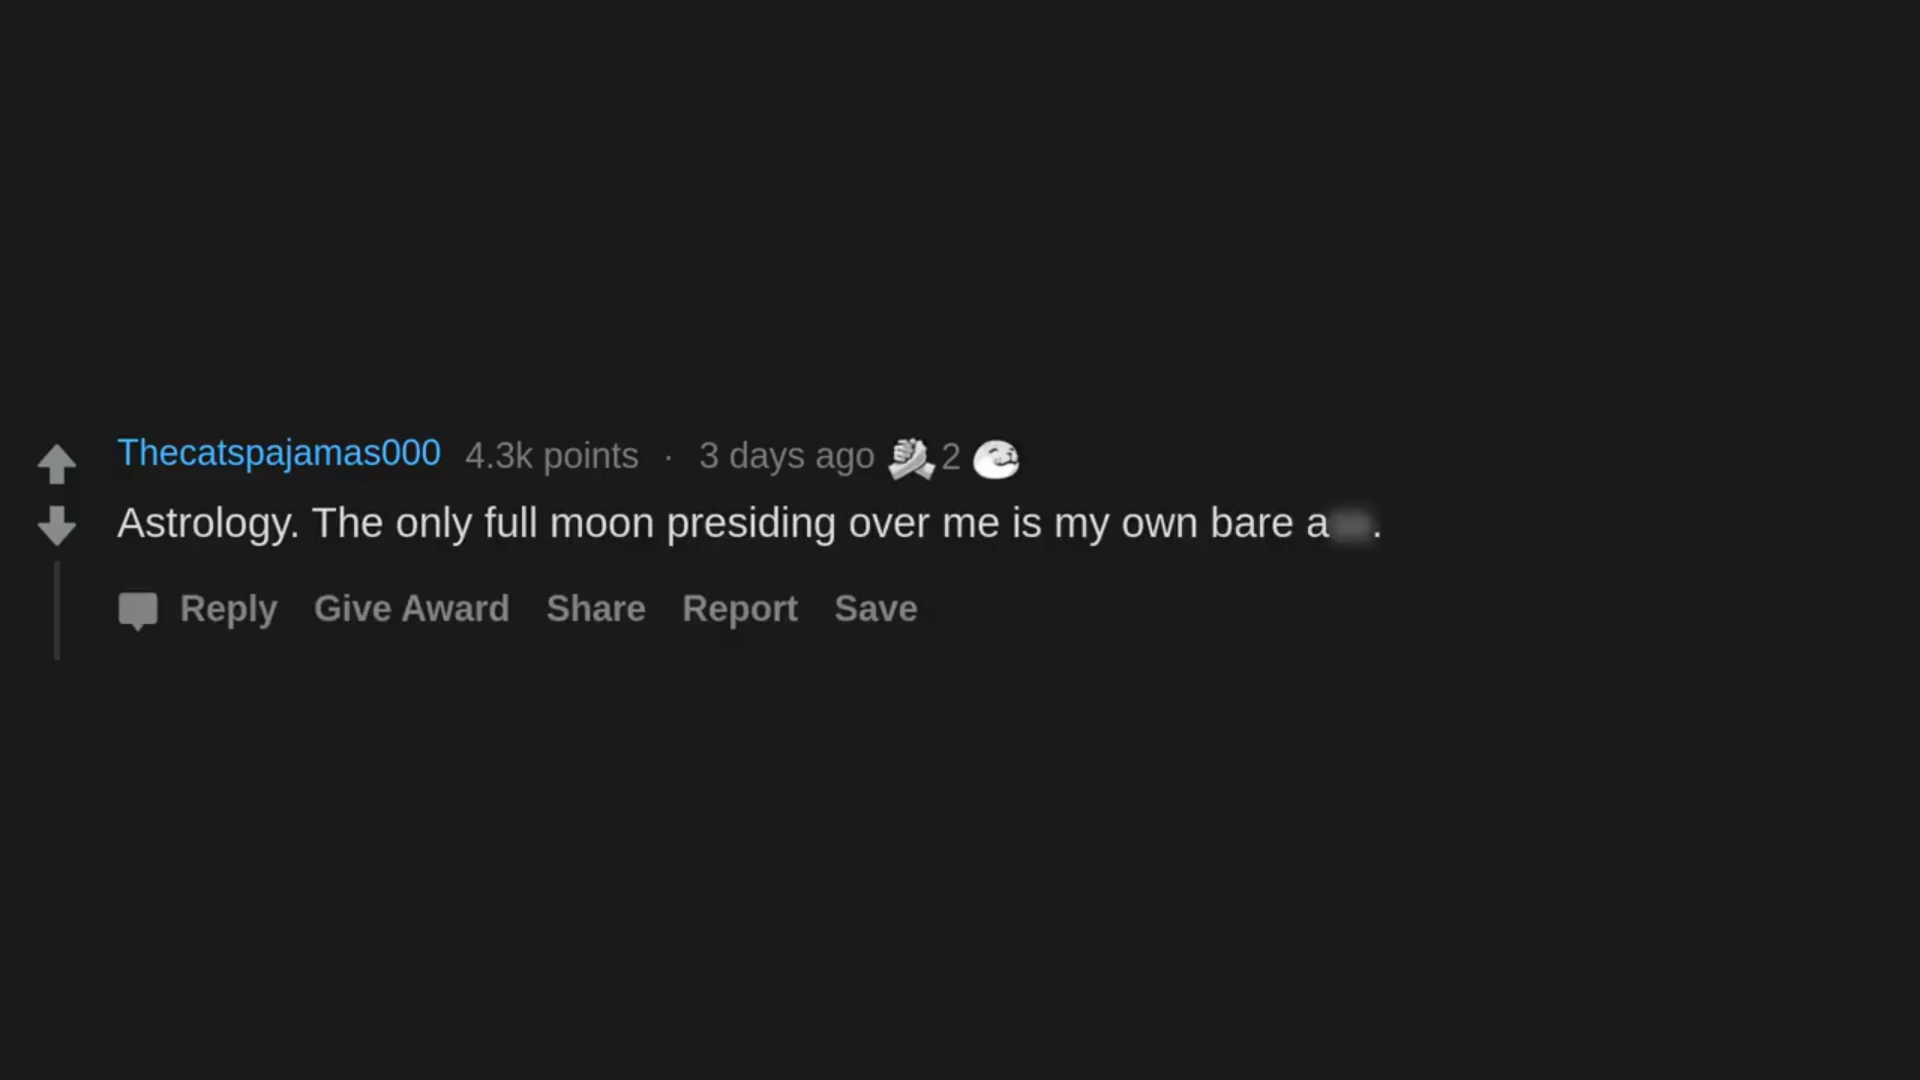 Thecatspajamas000 4.3k points · 3 days ago 2
Astrology. The only full moon presiding over me is my own bare a .
Reply Give Award Share Report Save